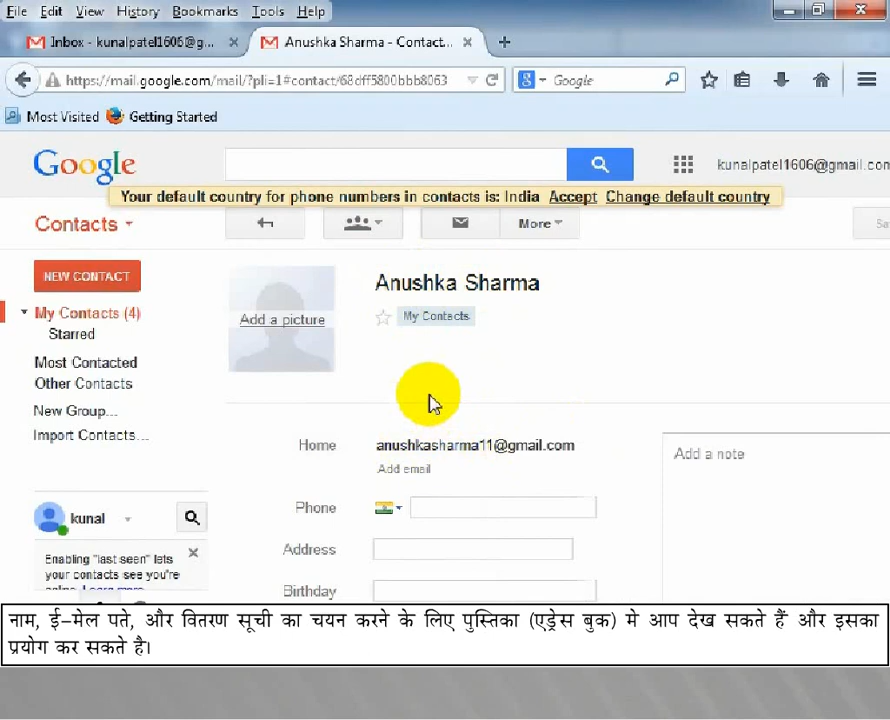 File Edit View History Bookmarks Tools Help
Inbox - kunalpatel1606@g... × Anushka Sharma - Contact... × +
https://mail.google.com/mail/?pli=1#contact/68dff5800bbb8063 Google
Most Visited Getting Started
Google kunalpatel1606@gmail.com
Your default country for phone numbers in contacts is: India Accept Change default country
Contacts More Sa
NEW CONTACT
Anushka Sharma
My Contacts (4)
Add a picture
My Contacts
Starred
Most Contacted
Other Contacts
New Group...
Import Contacts...
Home anushkasharma11@gmail.com
Add email
Add a note
Phone
kunal
Address
Enabling "last seen" lets
your contacts see you're
online. Learn more
Birthday
नाम, ई–मेल पते, और वितरण सूची का चयन करने के लिए पुस्तिका (एड्रेस बुक) मे आप देख सकते हैं और इसका
प्रयोग कर सकते है।